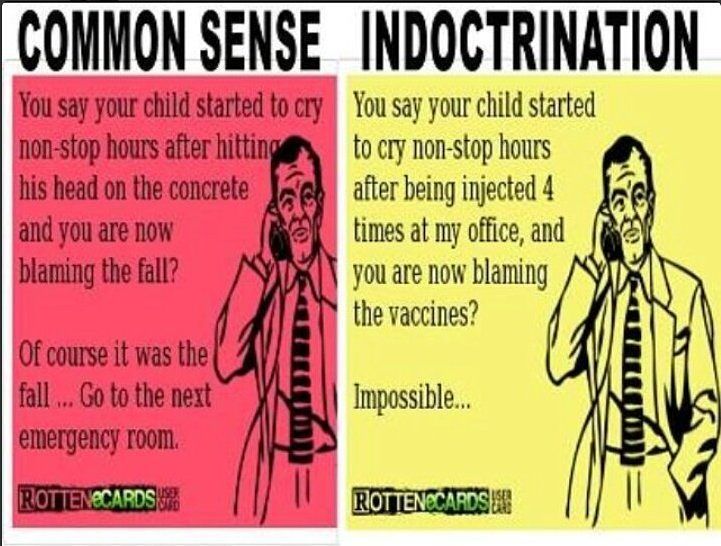 COMMON SENSE
You say your child started to cry
non-stop hours after hitting
his head on the concrete
and you are now
blaming the fall?
Of course it was the
fall ... Go to the next
emergency room.
ROTTENeCARDS USER CARD
INDOCTRINATION
You say your child started
to cry non-stop hours
after being injected 4
times at my office, and
you are now blaming
the vaccines?
Impossible...
ROTTENeCARDS USER CARD